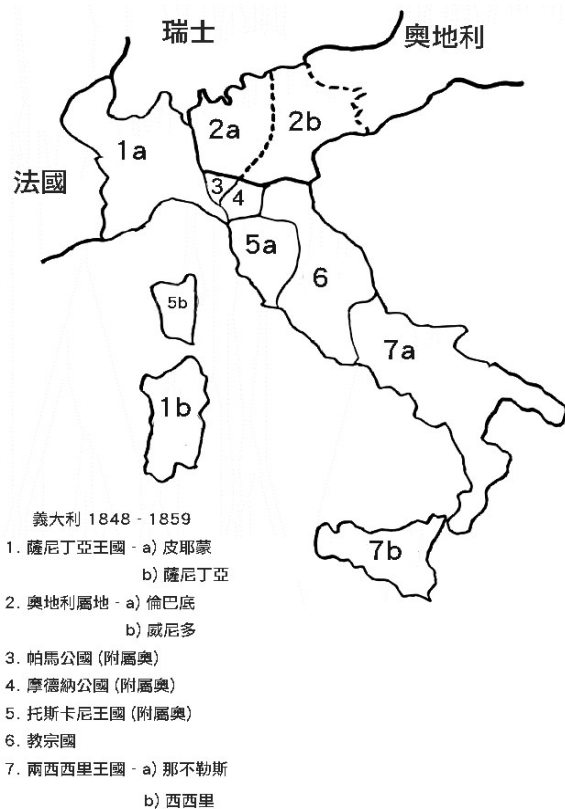 瑞士
奧地利
2a
2b
1a
法國
3
4
5a
6
5b
7a
1b
7b
義大利 1848 - 1859
1. 薩尼丁亞王國 - a) 皮耶蒙
b) 薩尼丁亞
2. 奧地利屬地 - a) 倫巴底
b) 威尼多
3. 帕馬公國 (附屬奧)
4. 摩德納公國 (附屬奧)
5. 托斯卡尼王國 (附屬奧)
6. 教宗國
7. 兩西西里王國 - a) 那不勒斯
b) 西西里